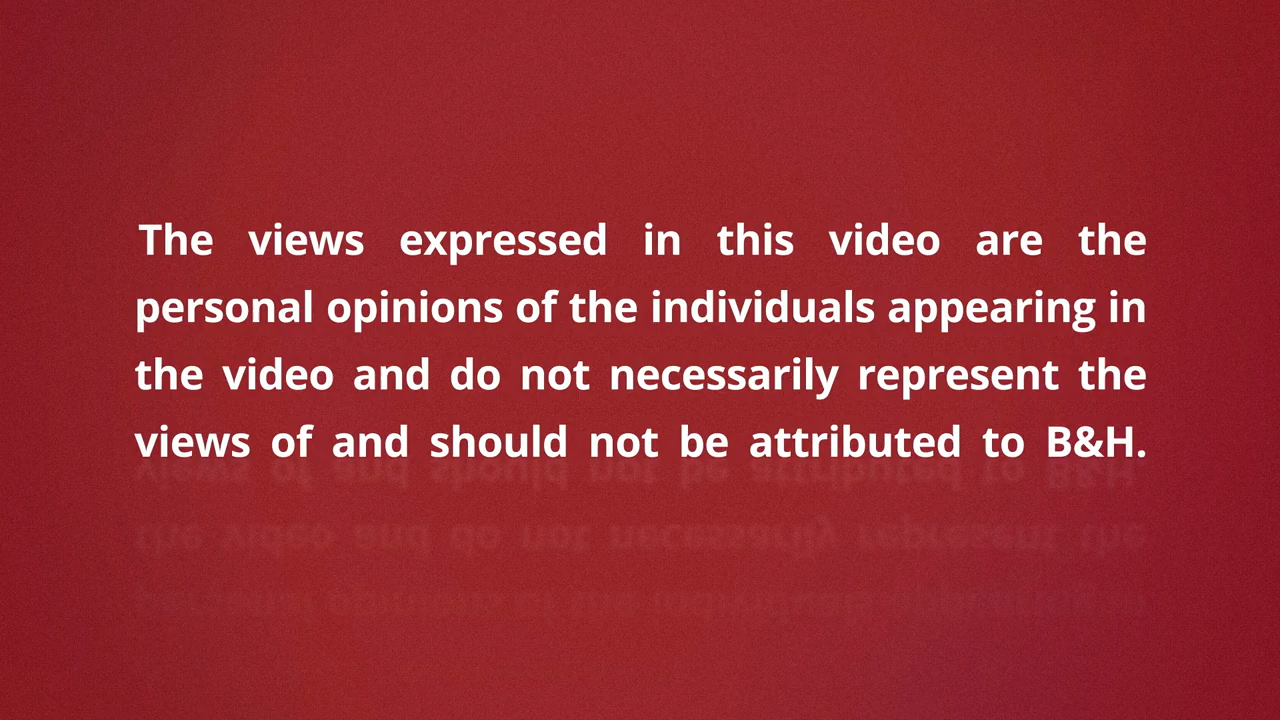 The views expressed in this video are the
personal opinions of the individuals appearing in
the video and do not necessarily represent the
views of and should not be attributed to B&H.